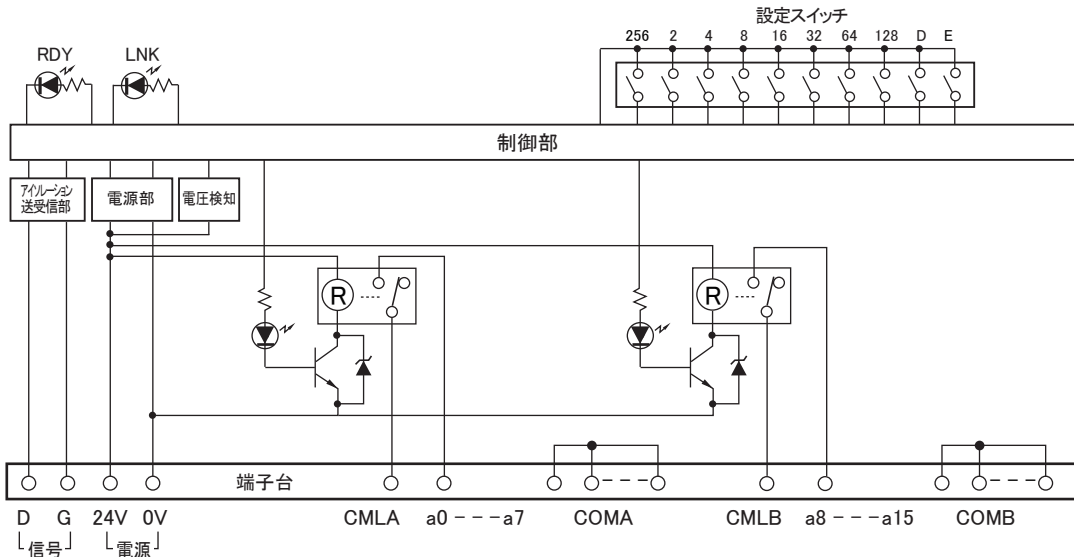 設定スイッチ
256 2 4 8 16 32 64 128 D E
RDY LNK
制御部
アイソレーション
送受信部
電源部
電圧検知
R
R
端子台
D G 24V 0V CMLA a0 ---a7 COMA CMLB a8 ---a15 COMB
信号 電源